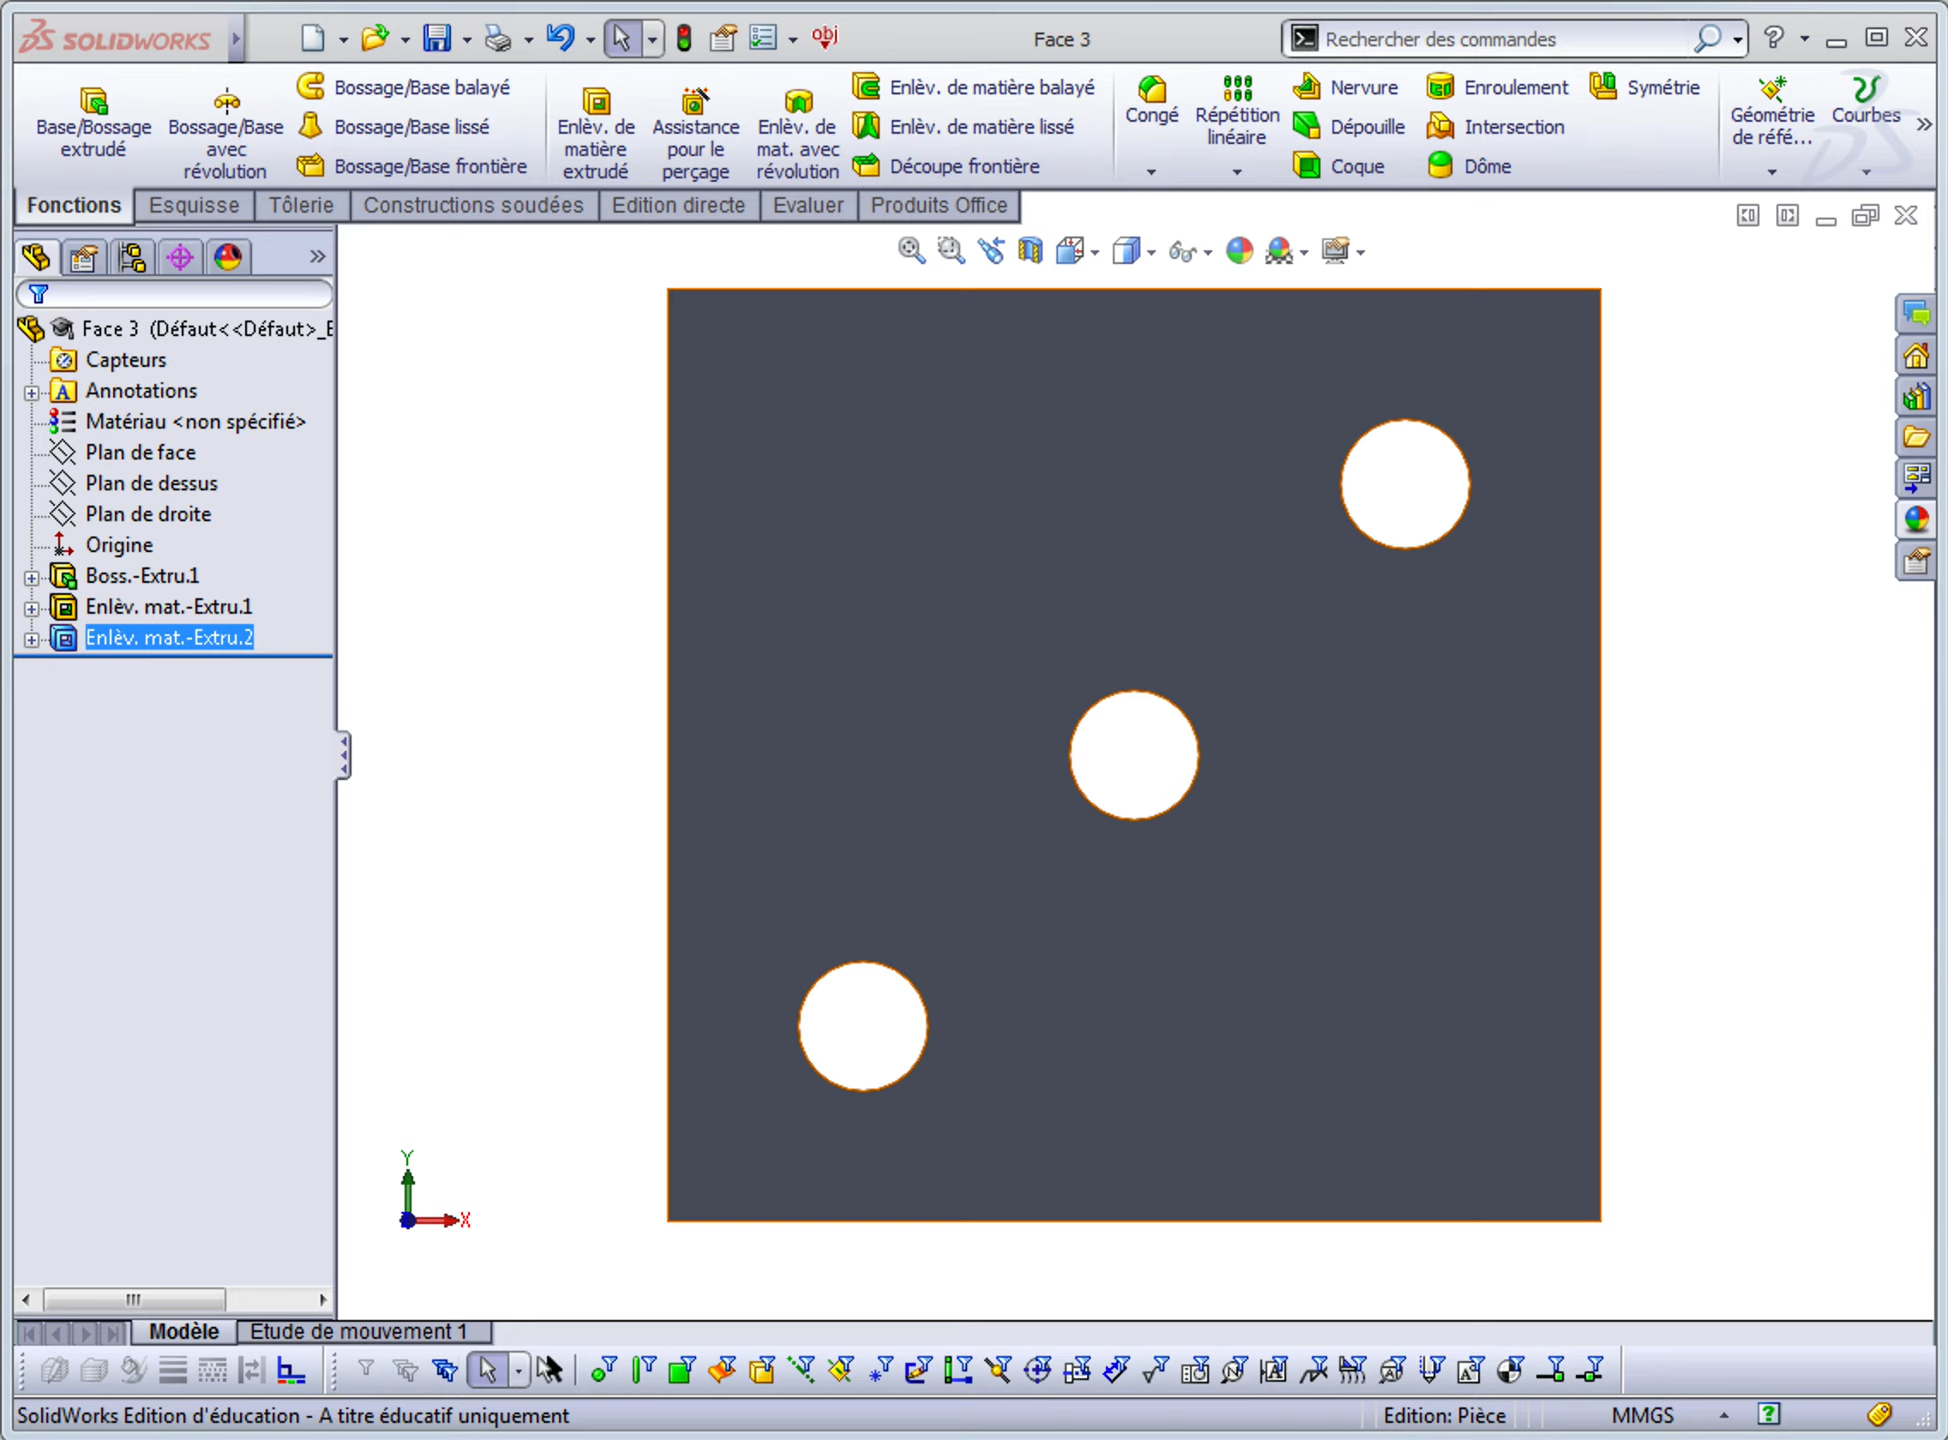 SOLIDWORKS
obj
Face 3
Rechercher des commandes
Base/Bossage
extrudé
Bossage/Base
avec
révolution
Bossage/Base balayé
Bossage/Base lissé
Bossage/Base frontière
Enlèv. de
matière
extrudé
Assistance
pour le
perçage
Enlèv. de
mat. avec
révolution
Enlèv. de matière balayé
Enlèv. de matière lissé
Découpe frontière
Congé
Répétition
linéaire
Nervure
Dépouille
Coque
Enroulement
Intersection
Dôme
Symétrie
Géométrie
de réfé...
Courbes
Fonctions
Esquisse
Tôlerie
Constructions soudées
Edition directe
Evaluer
Produits Office
Face 3 (Défaut<<Défaut>_E
Capteurs
Annotations
Matériau <non spécifié>
Plan de face
Plan de dessus
Plan de droite
Origine
Boss.-Extru.1
Enlèv. mat.-Extru.1
Enlèv. mat.-Extru.2
Y
X
Modèle
Etude de mouvement 1
SolidWorks Edition d'éducation - A titre éducatif uniquement
Edition: Pièce
MMGS